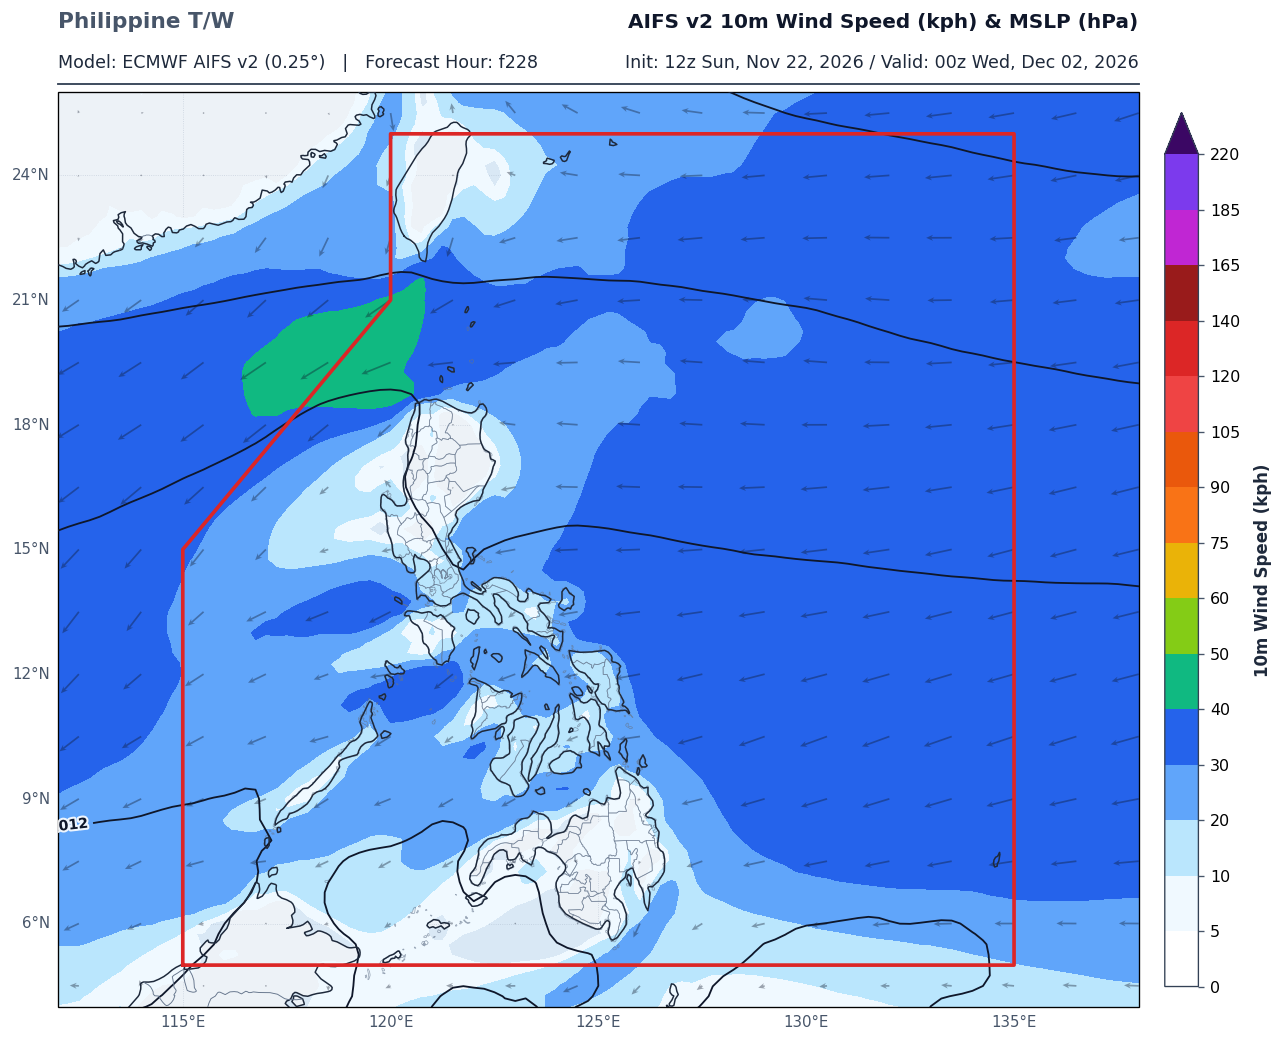 Philippine T/W
AIFS v2 10m Wind Speed (kph) & MSLP (hPa)
Model: ECMWF AIFS v2 (0.25°) | Forecast Hour: f228
Init: 12z Sun, Nov 22, 2026 / Valid: 00z Wed, Dec 02, 2026
24°N
21°N
18°N
15°N
12°N
9°N
6°N
012
115°E
120°E
125°E
130°E
135°E
220
185
165
140
120
105
90
75
60
50
40
30
20
10
5
0
10m Wind Speed (kph)